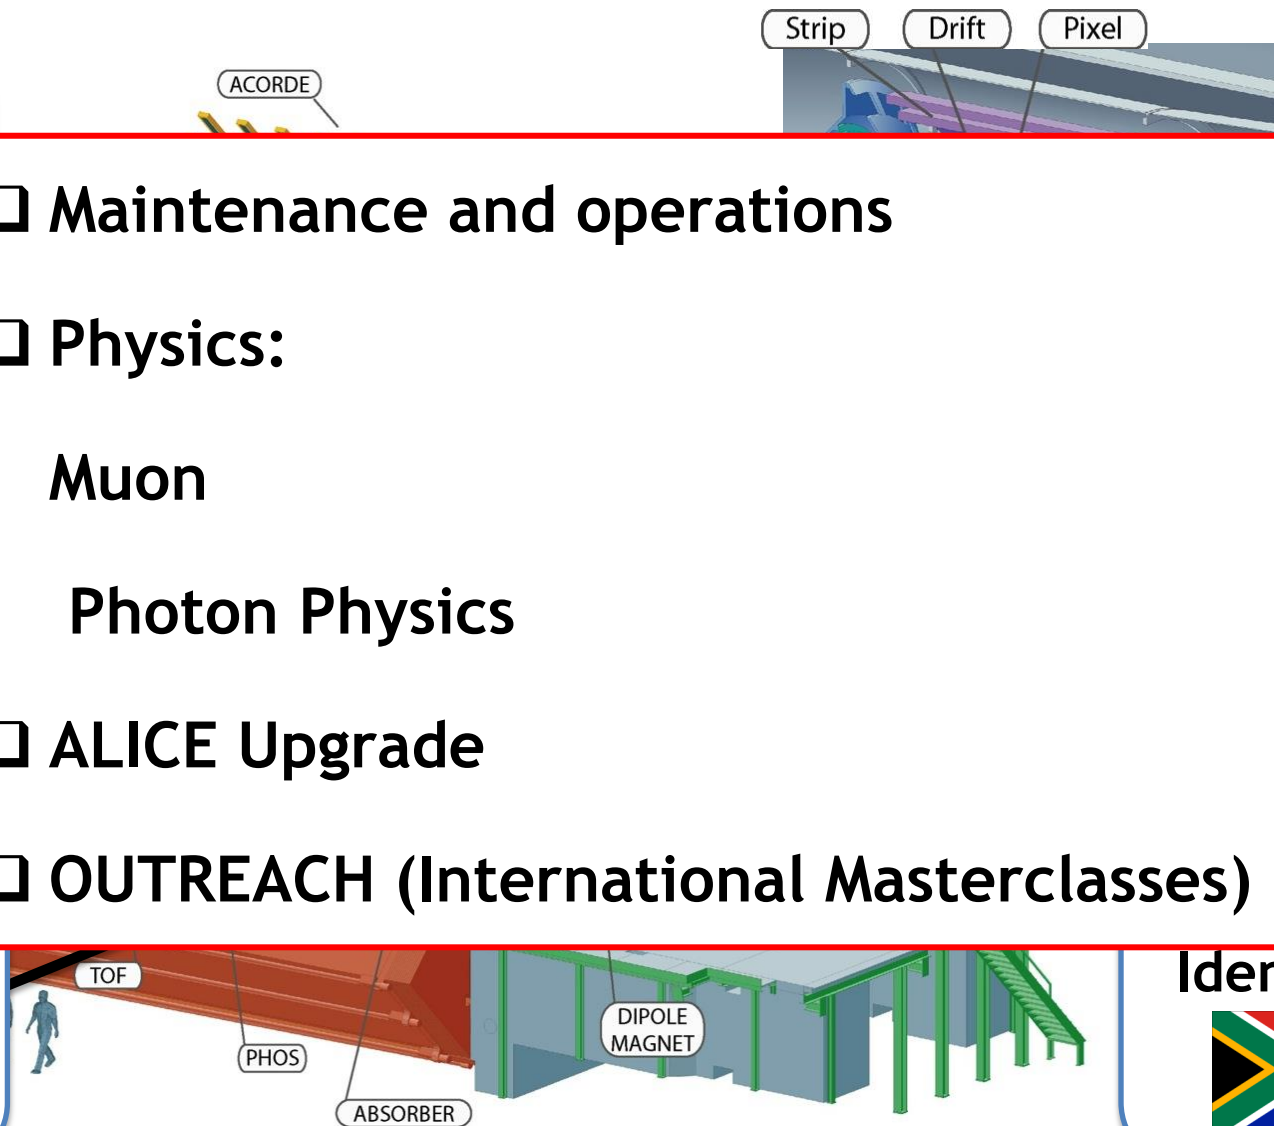 Strip Drift Pixel
ACORDE
Maintenance and operations
Physics:
Muon
Photon Physics
ALICE Upgrade
OUTREACH (International Masterclasses)
TOF
DIPOLE
MAGNET
PHOS
ABSORBER